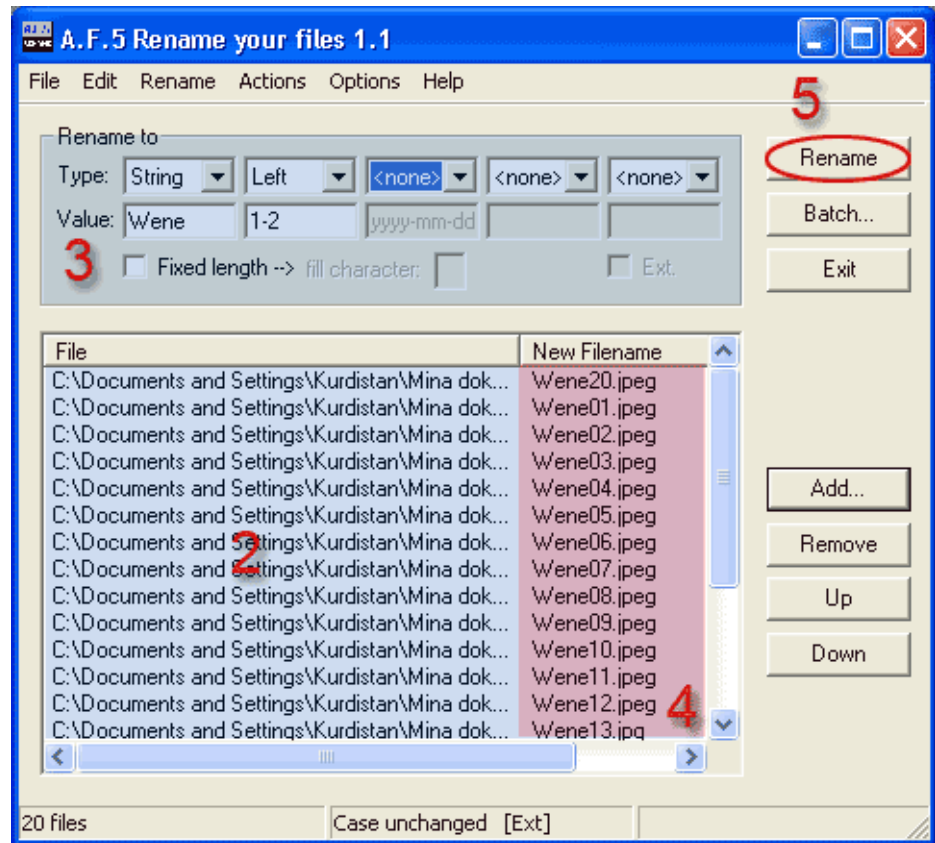 A.F.5 Rename your files 1.1
File Edit Rename Actions Options Help
5
Rename to
Type: String Left <none> <none> <none>
Rename
Value: Wene 1-2 yyyy-mm-dd
Batch...
3 Fixed length --> fill character: Ext.
Exit
File New Filename
C:\Documents and Settings\Kurdistan\Mina dok... Wene20.jpeg
C:\Documents and Settings\Kurdistan\Mina dok... Wene01.jpeg
C:\Documents and Settings\Kurdistan\Mina dok... Wene02.jpeg
C:\Documents and Settings\Kurdistan\Mina dok... Wene03.jpeg
C:\Documents and Settings\Kurdistan\Mina dok... Wene04.jpeg
Add...
C:\Documents and Settings\Kurdistan\Mina dok... Wene05.jpeg
C:\Documents and Settings\Kurdistan\Mina dok... Wene06.jpeg
Remove
2
C:\Documents and Settings\Kurdistan\Mina dok... Wene07.jpeg
C:\Documents and Settings\Kurdistan\Mina dok... Wene08.jpeg
Up
C:\Documents and Settings\Kurdistan\Mina dok... Wene09.jpeg
C:\Documents and Settings\Kurdistan\Mina dok... Wene10.jpeg
Down
C:\Documents and Settings\Kurdistan\Mina dok... Wene11.jpeg
C:\Documents and Settings\Kurdistan\Mina dok... Wene12.jpeg
4
C:\Documents and Settings\Kurdistan\Mina dok... Wene13.jpg
20 files Case unchanged [Ext]